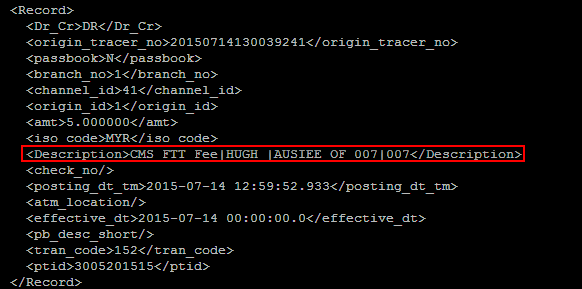 <Record>
<Dr_Cr>DR</Dr_Cr>
<origin_tracer_no>20150714130039241</origin_tracer_no>
<passbook>N</passbook>
<branch_no>1</branch_no>
<channel_id>41</channel_id>
<origin_id>1</origin_id>
<amt>5.000000</amt>
<iso_code>MYR</iso_code>
<Description>CMS FTT Fee|HUGH |AUSIEE OF 007|007</Description>
<check_no/>
<posting_dt_tm>2015-07-14 12:59:52.933</posting_dt_tm>
<atm_location/>
<effective_dt>2015-07-14 00:00:00.0</effective_dt>
<pb_desc_short/>
<tran_code>152</tran_code>
<ptid>3005201515</ptid>
</Record>